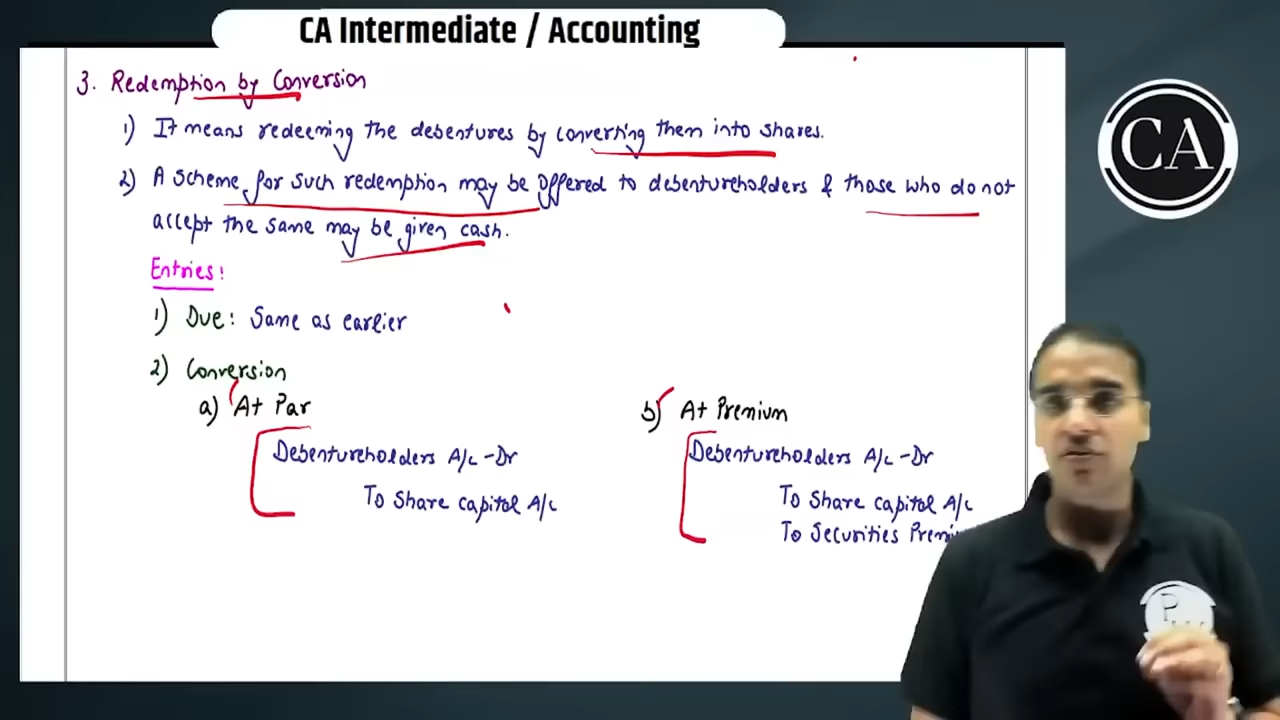 CA Intermediate / Accounting
3. Redemption by Conversion
1) It means redeeming the debentures by converting them into shares.
2) A scheme for such redemption may be offered to debentureholders & those who do not
accept the same may be given cash.
Entries:
1) Due: Same as earlier
2) Conversion
a) At Par
Debentureholders A/c -Dr
To Share Capital A/c
b) At Premium
Debentureholders A/c -Dr
To Share Capital A/c
To Securities
CA